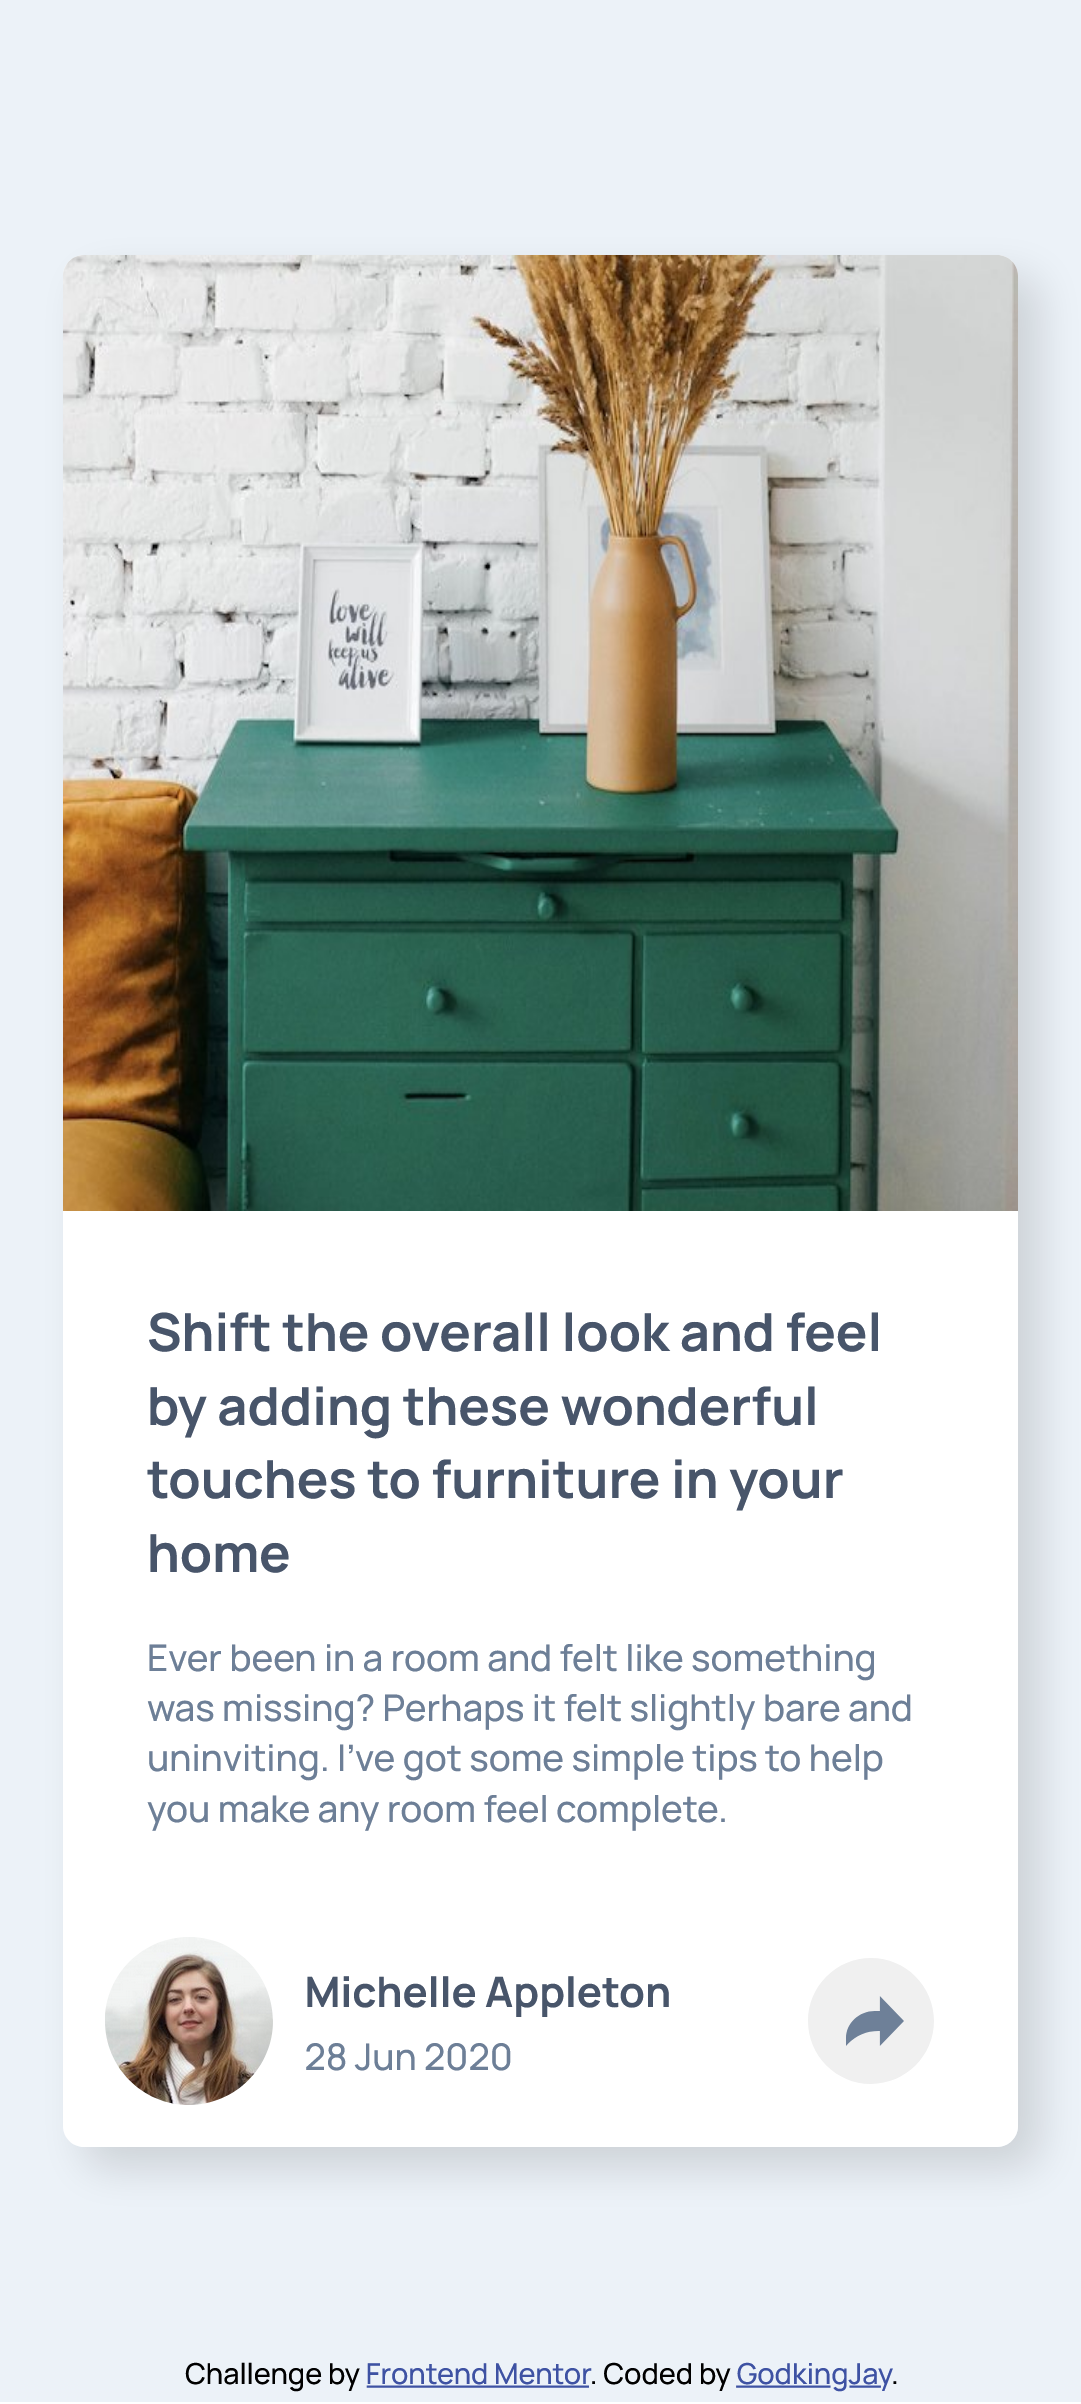 love
will
keep us
alive
Shift the overall look and feel
by adding these wonderful
touches to furniture in your
home
Ever been in a room and felt like something
was missing? Perhaps it felt slightly bare and
uninviting. I’ve got some simple tips to help
you make any room feel complete.
Michelle Appleton
28 Jun 2020
Challenge by Frontend Mentor. Coded by GodkingJay.